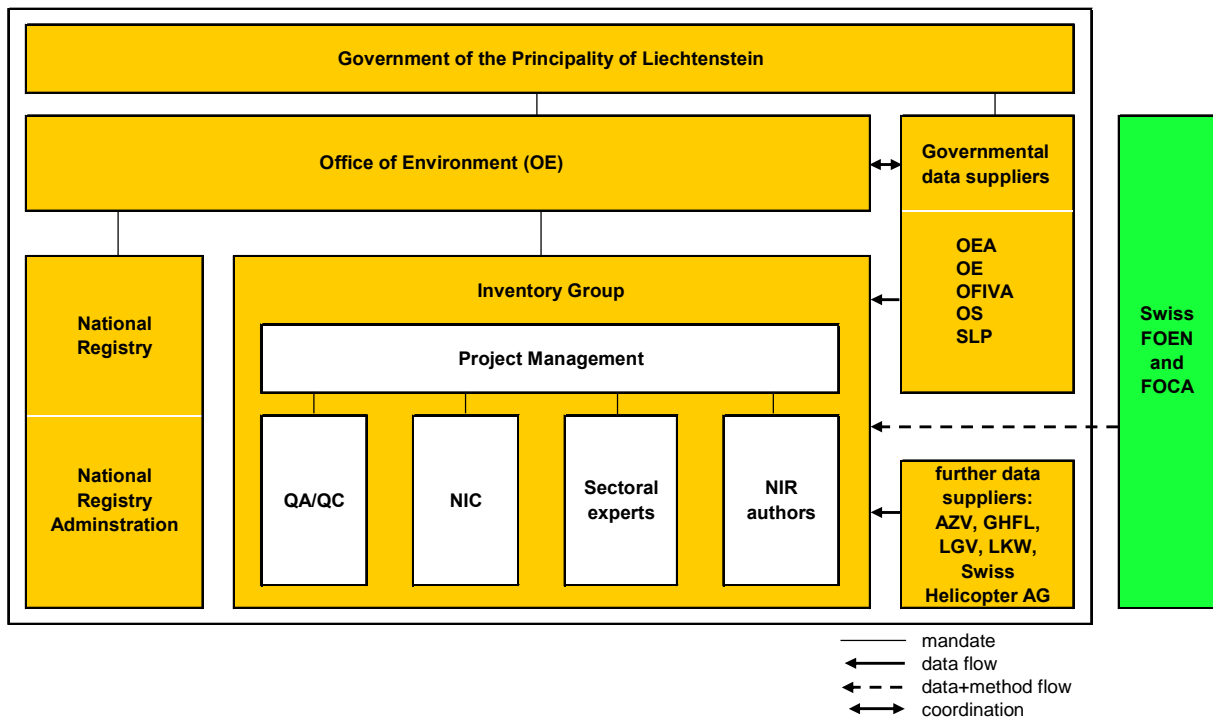 Government of the Principality of Liechtenstein
Office of Environment (OE)
Governmental
data suppliers
OEA
OE
OFIVA
OS
SLP
Swiss
FOEN
and
FOCA
National
Registry
National
Registry
Adminstration
Inventory Group
Project Management
QA/QC
NIC
Sectoral
experts
NIR
authors
further data
suppliers:
AZV, GHFL,
LGV, LKW,
Swiss
Helicopter AG
mandate
data flow
data+method flow
coordination